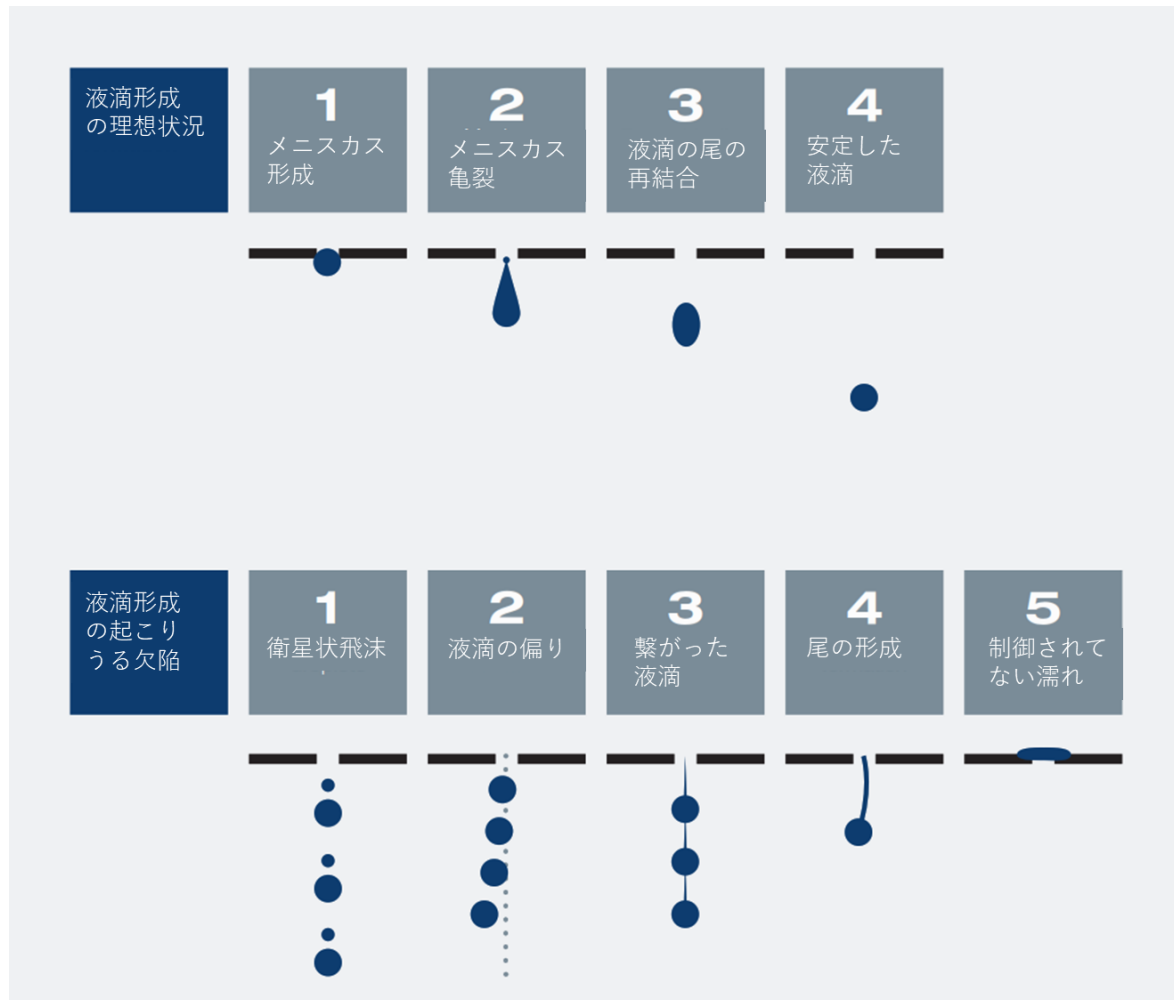 液滴形成
の理想状況
1
メニスカス
形成
2
メニスカス
亀裂
3
液滴の尾の
再結合
4
安定した
液滴
液滴形成
の起こり
うる欠陥
1
衛星状飛沫
2
液滴の偏り
3
繋がった
液滴
4
尾の形成
5
制御されて
ない濡れ